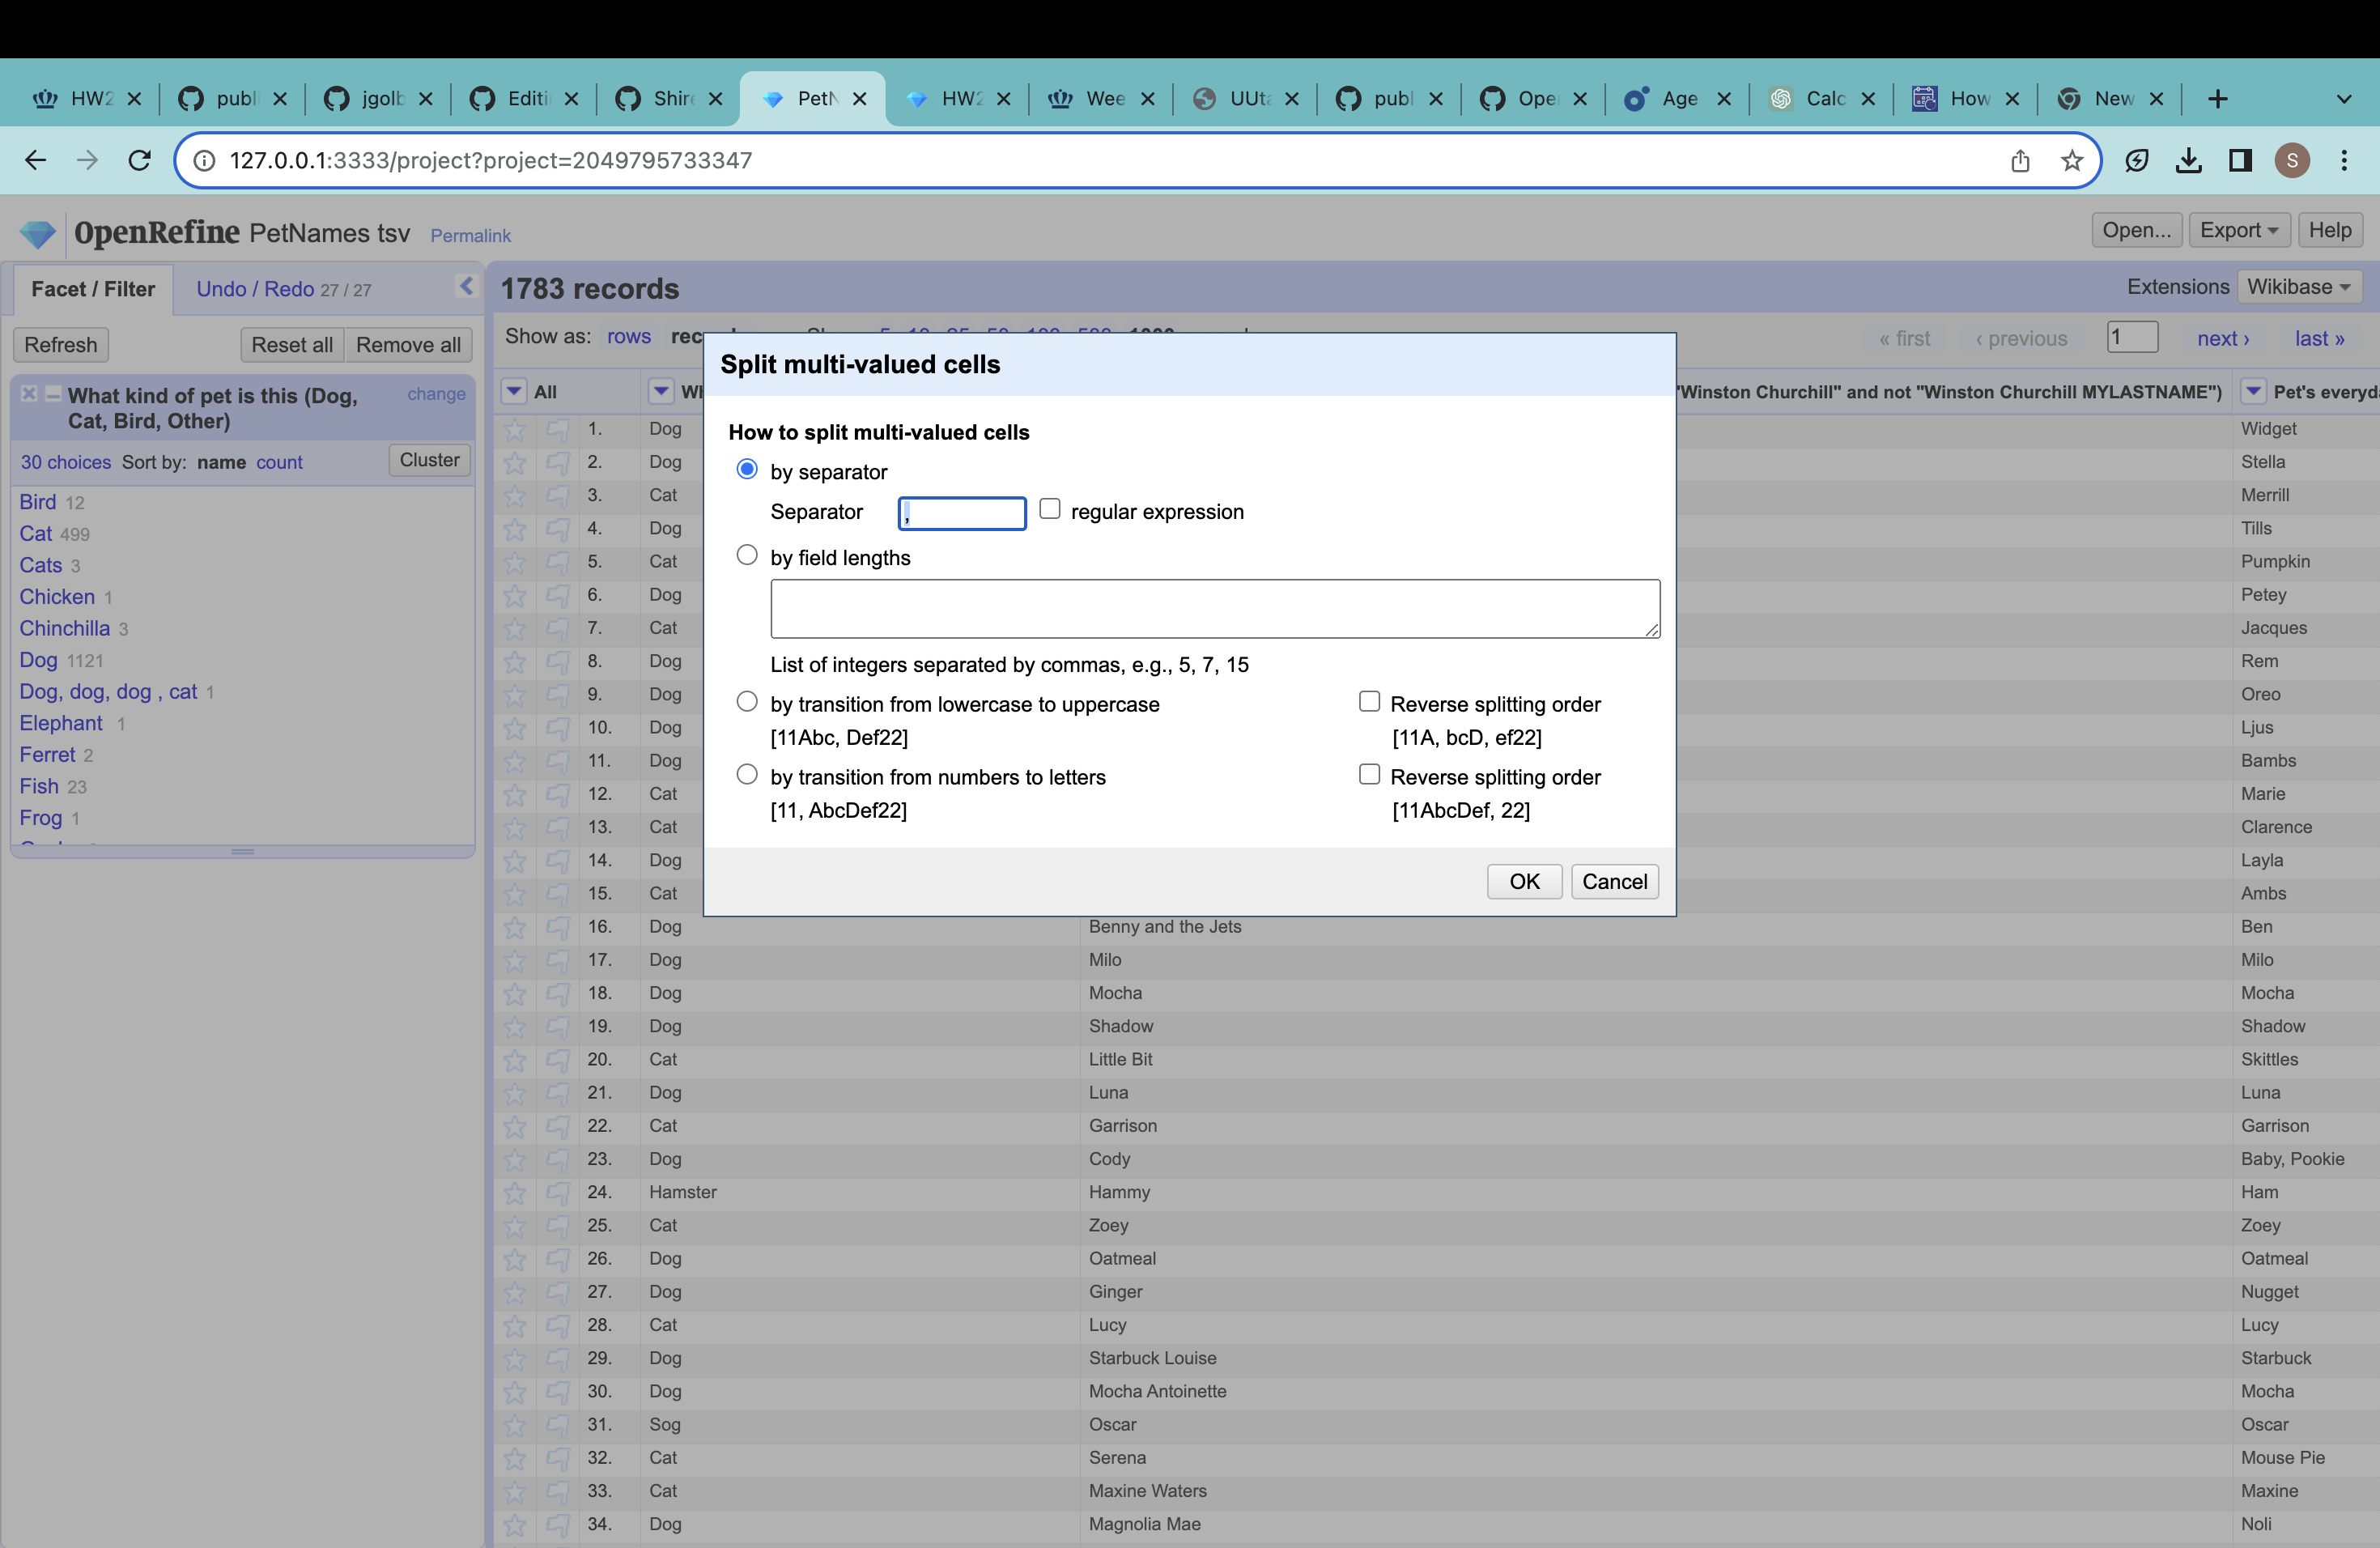 HW2 publi jgolb Editi Shire PetN HW2 Wee UUta publ Ope Age Calc How New
127.0.0.1:3333/project?project=2049795733347
S
OpenRefine PetNames tsv Permalink
Open... Export Help
Facet / Filter Undo / Redo 27 / 27
1783 records
Extensions Wikibase
Refresh Reset all Remove all
Show as: rows
« first ‹ previous 1 next › last »
What kind of pet is this (Dog, Cat, Bird, Other) change
30 choices Sort by: name count Cluster
Bird 12
Cat 499
Cats 3
Chicken 1
Chinchilla 3
Dog 1121
Dog, dog, dog , cat 1
Elephant 1
Ferret 2
Fish 23
Frog 1
Split multi-valued cells
How to split multi-valued cells
by separator
Separator , regular expression
by field lengths
List of integers separated by commas, e.g., 5, 7, 15
by transition from lowercase to uppercase Reverse splitting order
[11Abc, Def22] [11A, bcD, ef22]
by transition from numbers to letters Reverse splitting order
[11, AbcDef22] [11AbcDef, 22]
OK Cancel
All "Winston Churchill" and not "Winston Churchill MYLASTNAME") Pet's everyd
1. Dog Widget
2. Dog Stella
3. Cat Merrill
4. Dog Tills
5. Cat Pumpkin
6. Dog Petey
7. Cat Jacques
8. Dog Rem
9. Dog Oreo
10. Dog Ljus
11. Dog Bambs
12. Cat Marie
13. Cat Clarence
14. Dog Layla
15. Cat Ambs
16. Dog Benny and the Jets Ben
17. Dog Milo Milo
18. Dog Mocha Mocha
19. Dog Shadow Shadow
20. Cat Little Bit Skittles
21. Dog Luna Luna
22. Cat Garrison Garrison
23. Dog Cody Baby, Pookie
24. Hamster Hammy Ham
25. Cat Zoey Zoey
26. Dog Oatmeal Oatmeal
27. Dog Ginger Nugget
28. Cat Lucy Lucy
29. Dog Starbuck Louise Starbuck
30. Dog Mocha Antoinette Mocha
31. Sog Oscar Oscar
32. Cat Serena Mouse Pie
33. Cat Maxine Waters Maxine
34. Dog Magnolia Mae Noli